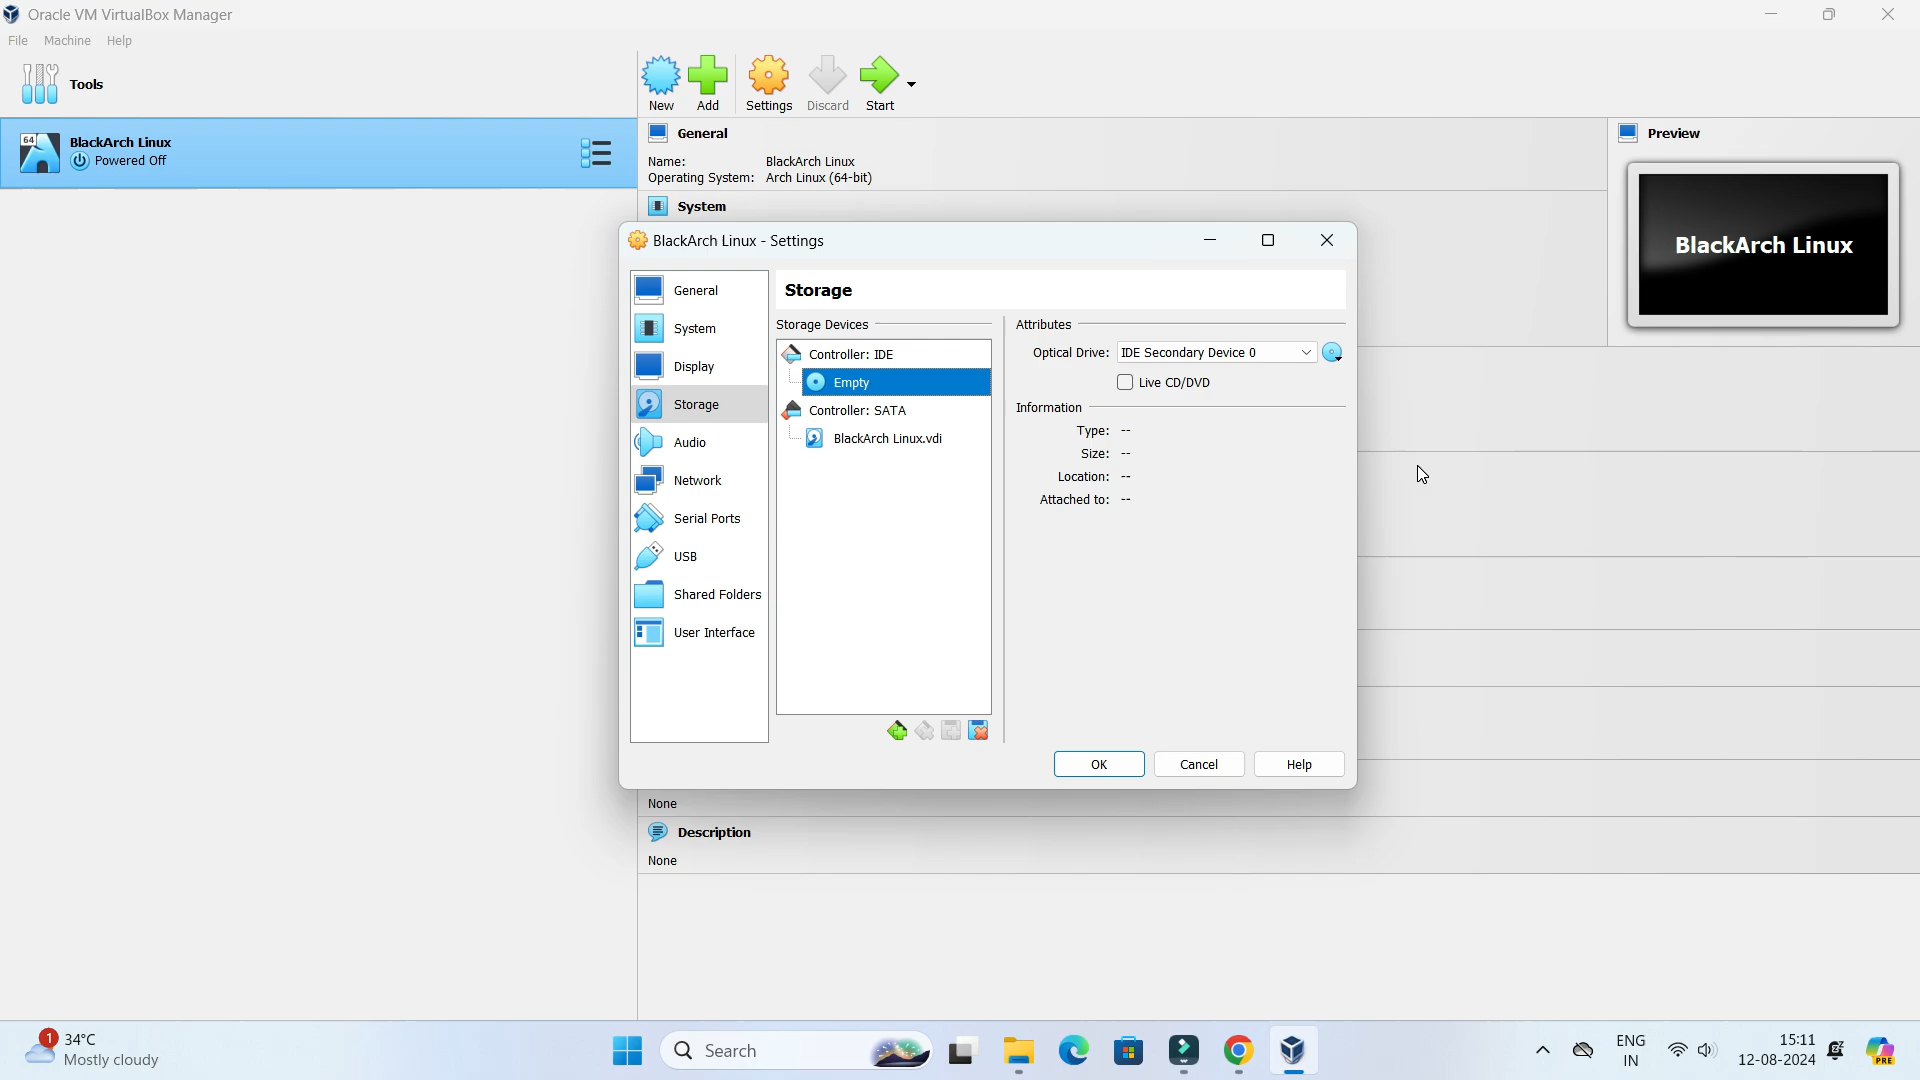 Oracle VM VirtualBox Manager
File Machine Help
Tools
New Add Settings Discard Start
64 BlackArch Linux
Powered Off
General
Name: BlackArch Linux
Operating System: Arch Linux (64-bit)
System
Preview
BlackArch Linux
BlackArch Linux - Settings
General
System
Display
Storage
Audio
Network
Serial Ports
USB
Shared Folders
User Interface
Storage
Storage Devices
Controller: IDE
Empty
Controller: SATA
BlackArch Linux.vdi
Attributes
Optical Drive: IDE Secondary Device 0
Live CD/DVD
Information
Type: --
Size: --
Location: --
Attached to: --
OK Cancel Help
None
Description
None
1 34°C
Mostly cloudy
Search
ENG
IN
15:11
12-08-2024
PRE